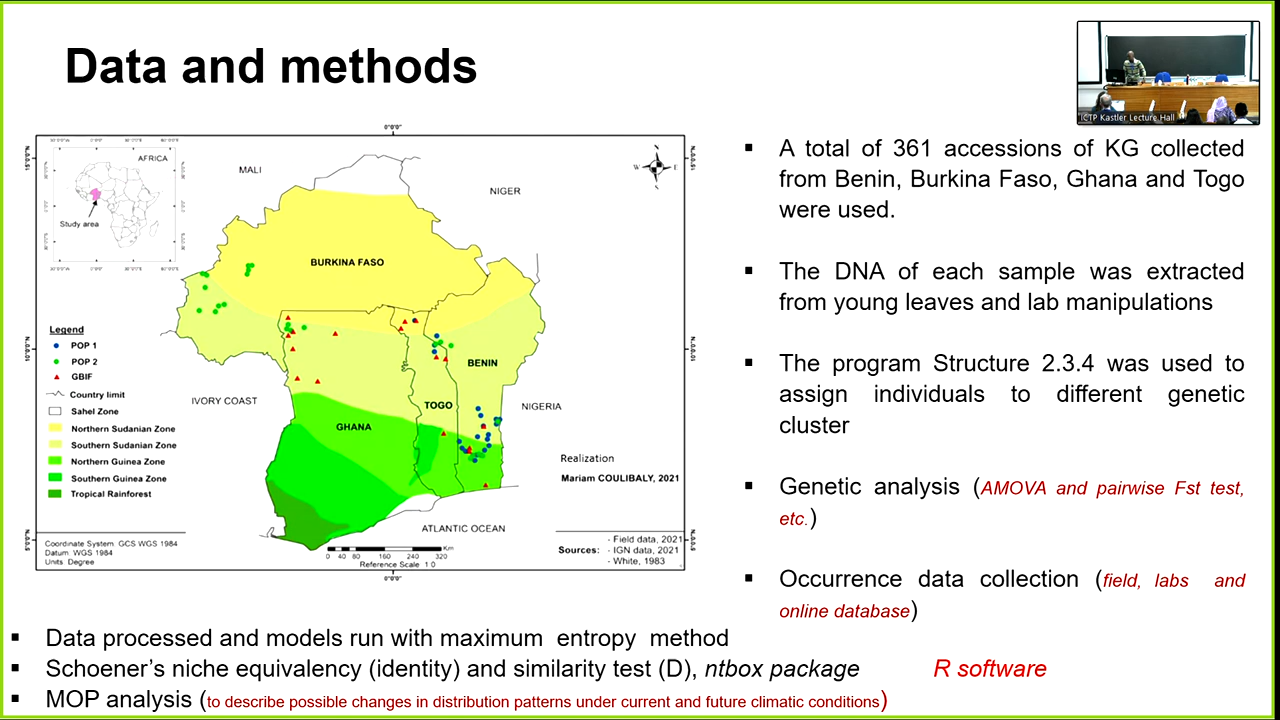 Data and methods
ICTP Kastler Lecture Hall
0°0'0"
AFRICA
Study area
MALI
NIGER
W
E
BURKINA FASO
BENIN
IVORY COAST
TOGO
NIGERIA
GHANA
ATLANTIC OCEAN
Legend
POP 1
POP 2
GBIF
Country limit
Sahel Zone
Northern Sudanian Zone
Southern Sudanian Zone
Northern Guinea Zone
Southern Guinea Zone
Tropical Rainforest
Realization
Mariam COULIBALY, 2021
Coordinate System: GCS WGS 1984
Datum: WGS 1984
Units: Degree
0 40 80 160 240 320 Km
Reference Scale 1:0
Sources:
- Field data, 2021
- IGN data, 2021
- White, 1983
0°0'0"
▪ A total of 361 accessions of KG collected
from Benin, Burkina Faso, Ghana and Togo
were used.
▪ The DNA of each sample was extracted
from young leaves and lab manipulations
▪ The program Structure 2.3.4 was used to
assign individuals to different genetic
cluster
▪ Genetic analysis (AMOVA and pairwise Fst test,
etc.)
▪ Occurrence data collection (field, labs and
online database)
▪ Data processed and models run with maximum entropy method
▪ Schoener's niche equivalency (identity) and similarity test (D), ntbox package R software
▪ MOP analysis (to describe possible changes in distribution patterns under current and future climatic conditions)